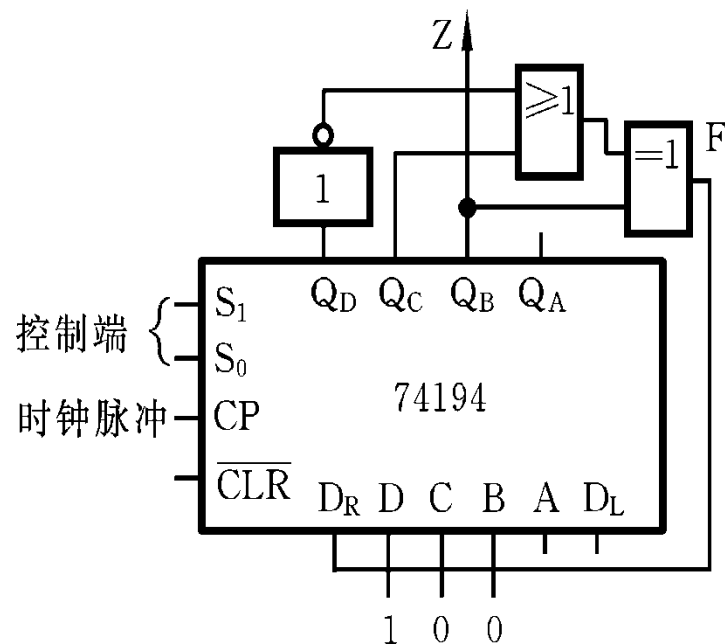 Z
≥1
=1
F
1
Q_D Q_C Q_B Q_A
控制端
S_1
S_0
时钟脉冲 CP
74194
\overline{CLR}
D_R D C B A D_L
1 0 0